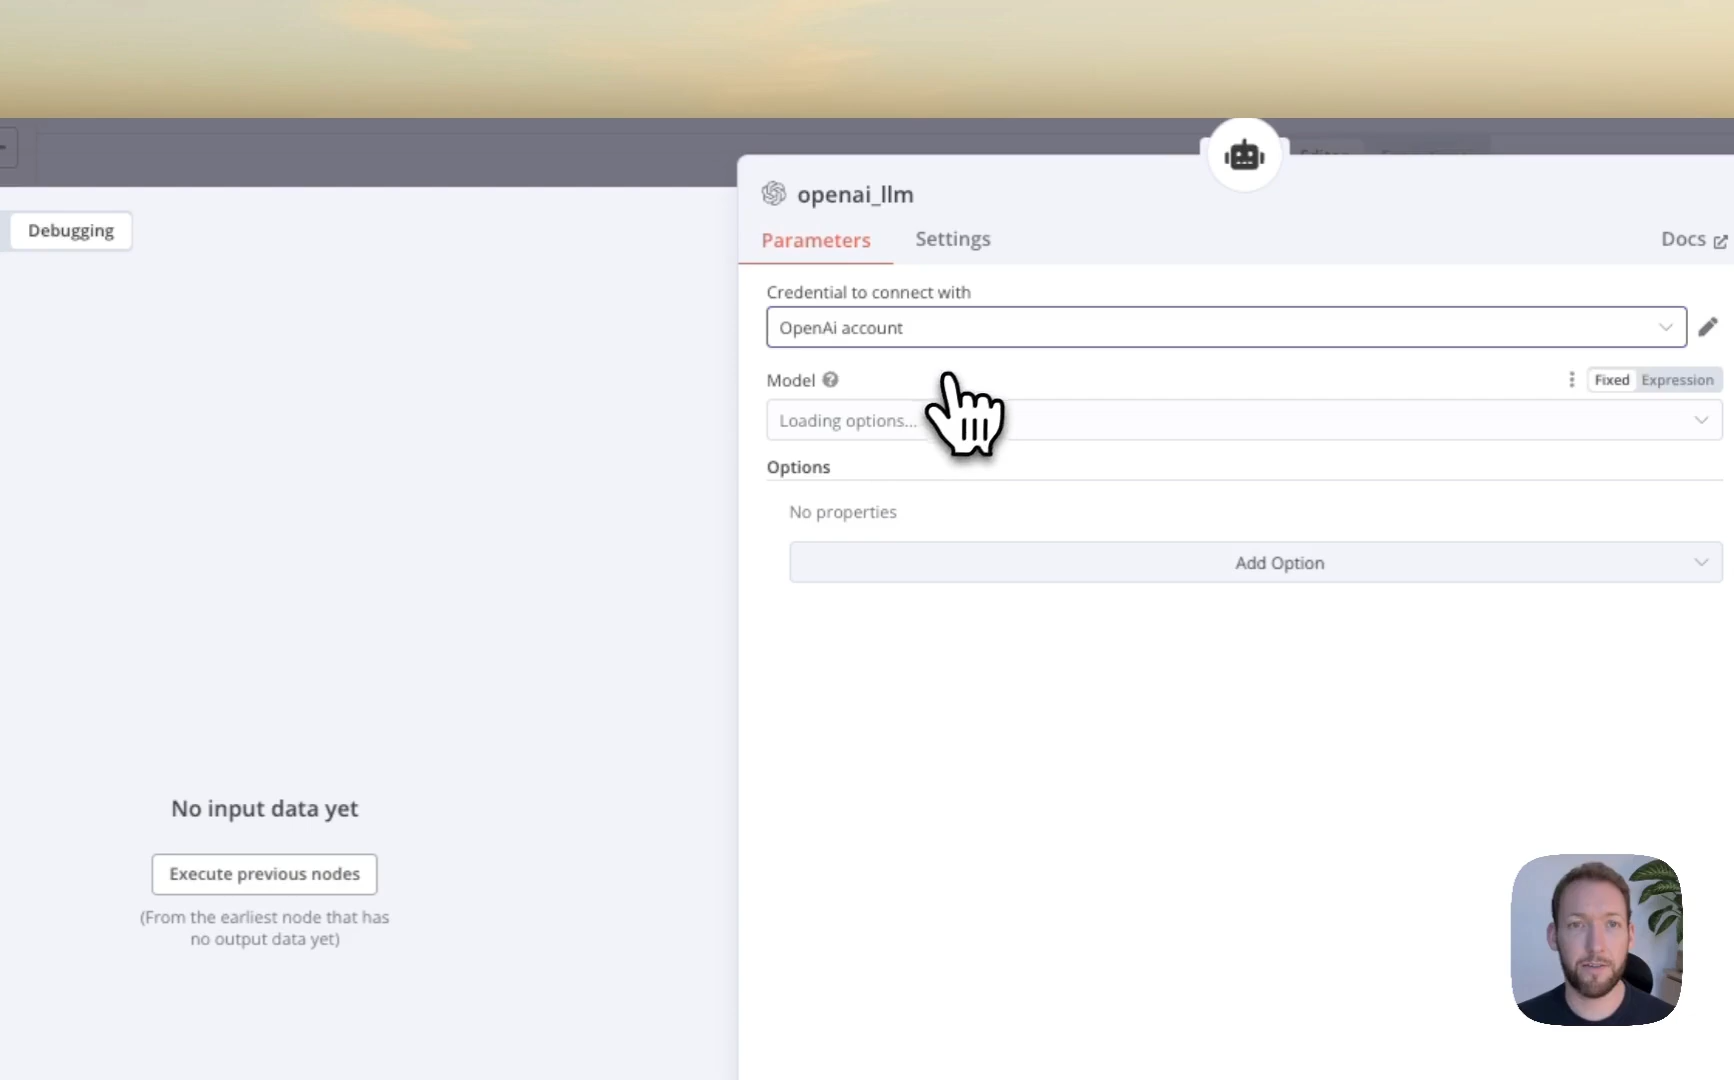 openai_llm
Debugging
Parameters
Settings
Docs
Credential to connect with
OpenAi account
Model
Fixed
Expression
Loading options...
Options
No properties
Add Option
No input data yet
Execute previous nodes
(From the earliest node that has
no output data yet)